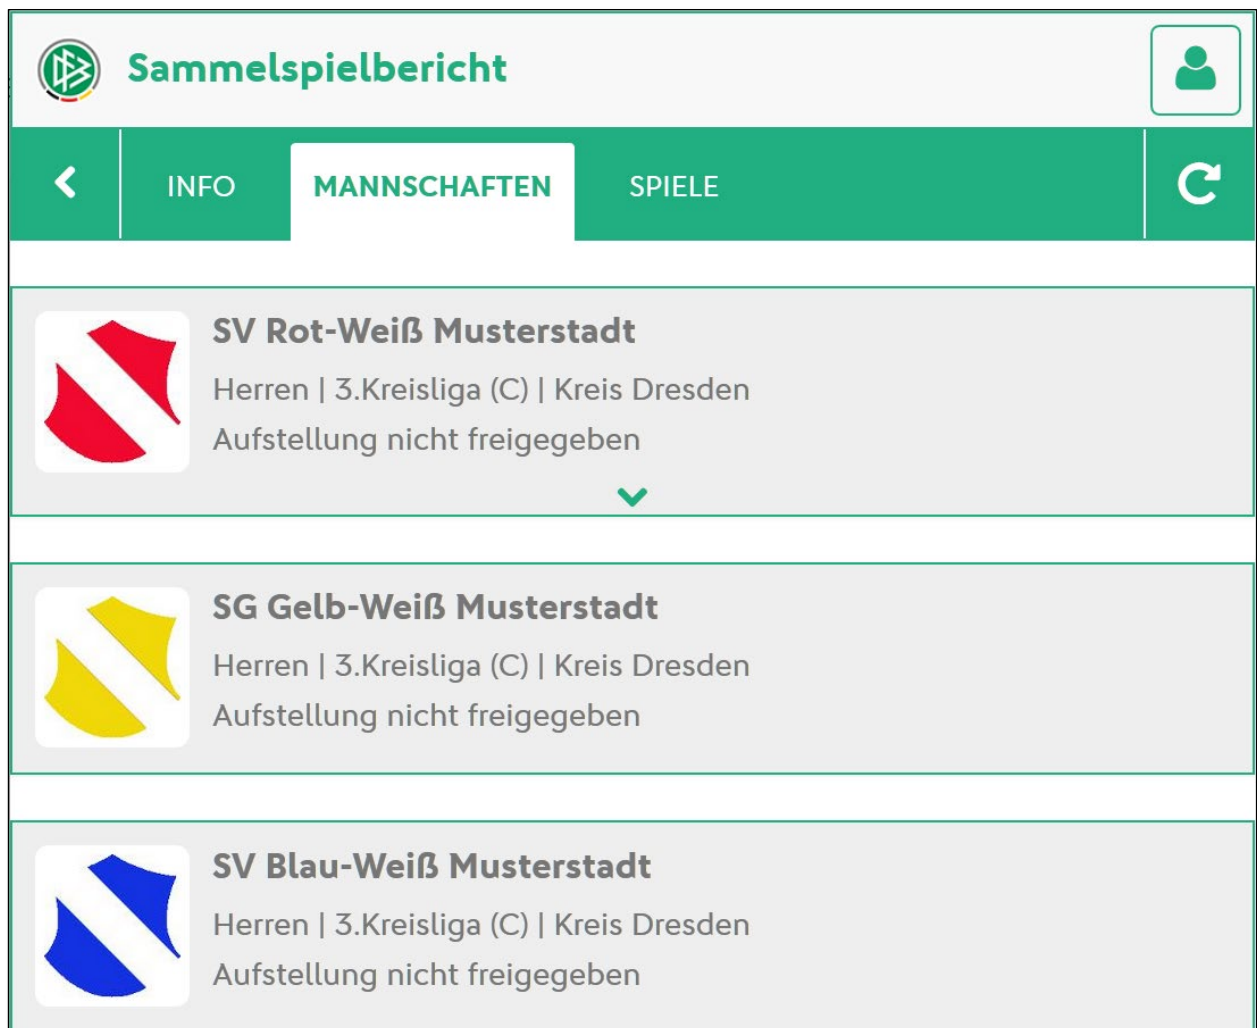 Sammelspielbericht
INFO MANNSCHAFTEN SPIELE
SV Rot-Weiß Musterstadt
Herren | 3.Kreisliga (C) | Kreis Dresden
Aufstellung nicht freigegeben
SG Gelb-Weiß Musterstadt
Herren | 3.Kreisliga (C) | Kreis Dresden
Aufstellung nicht freigegeben
SV Blau-Weiß Musterstadt
Herren | 3.Kreisliga (C) | Kreis Dresden
Aufstellung nicht freigegeben